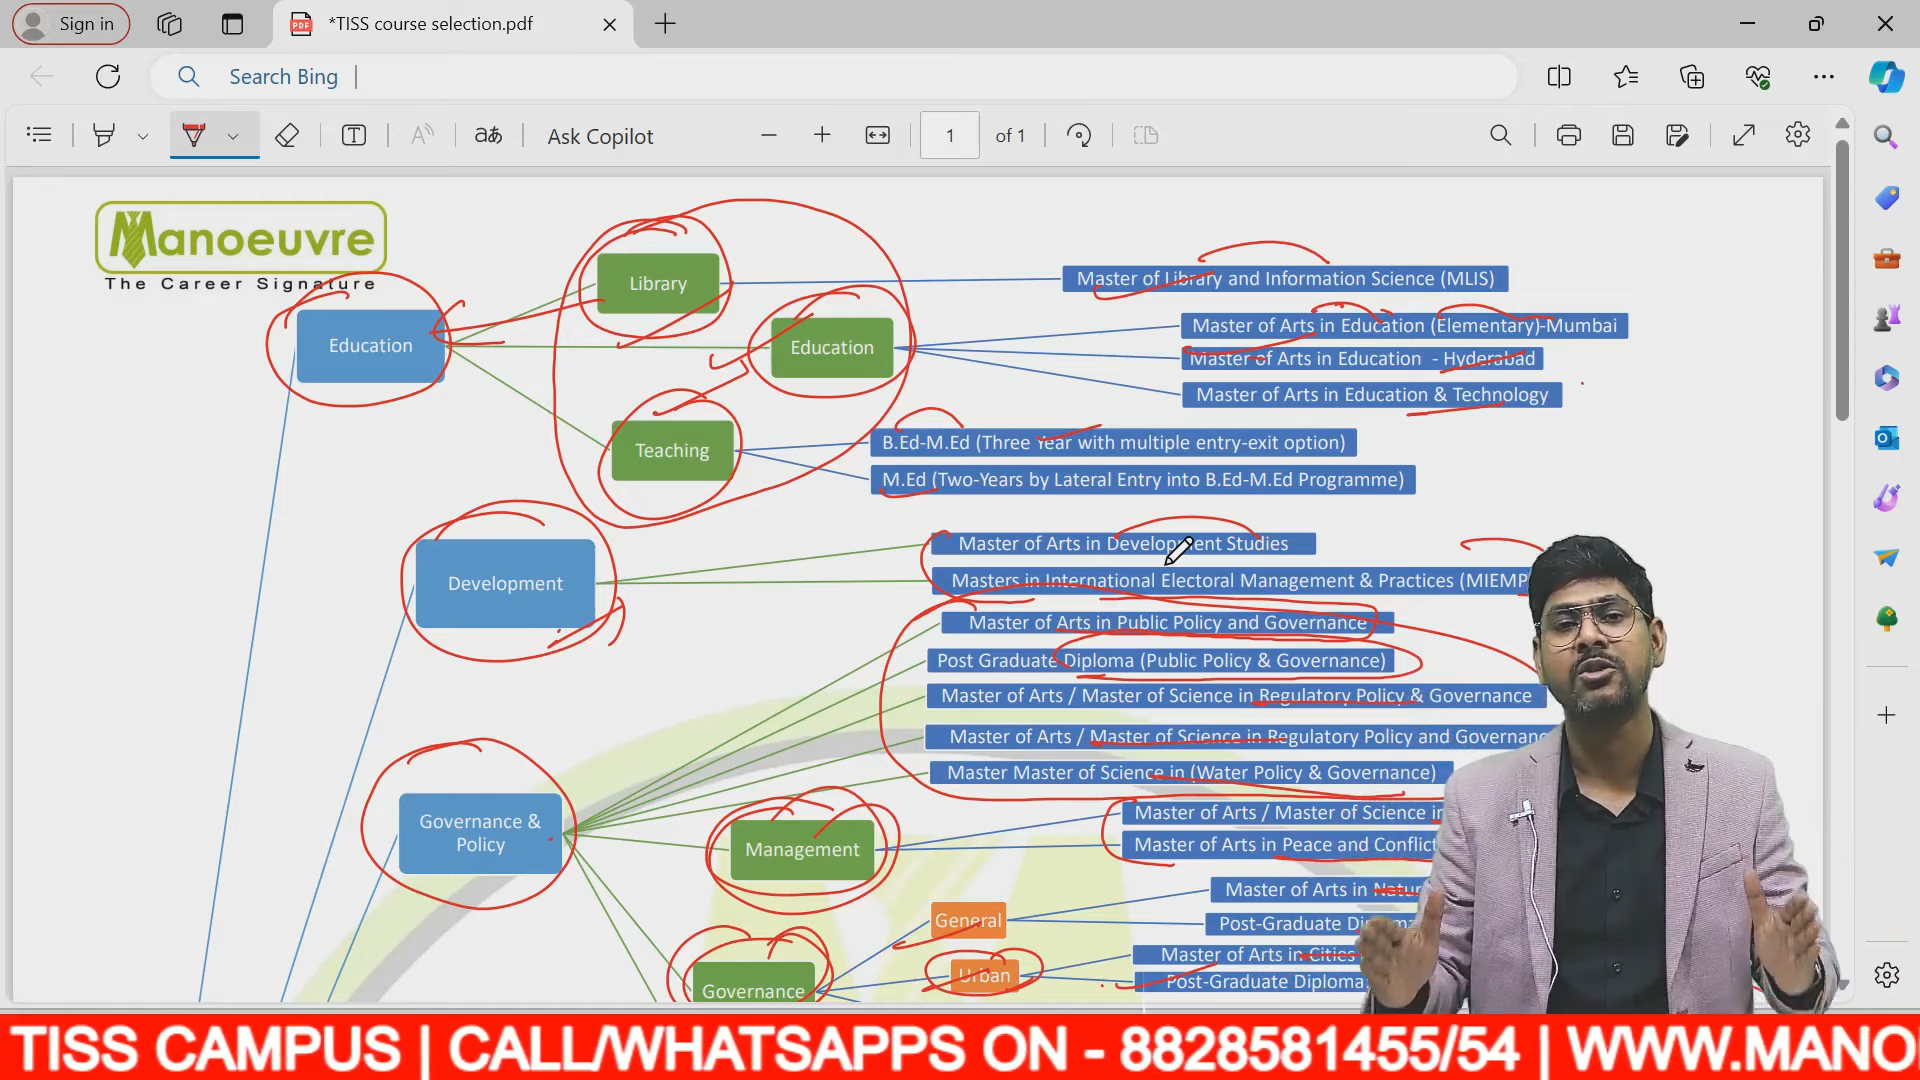 Sign in
*TISS course selection.pdf
Search Bing
Ask Copilot
1 of 1
Manoeuvre
The Career Signature
Library
Master of Library and Information Science (MLIS)
Education
Education
Master of Arts in Education (Elementary)-Mumbai
Master of Arts in Education - Hyderabad
Master of Arts in Education & Technology
Teaching
B.Ed-M.Ed (Three Year with multiple entry-exit option)
M.Ed (Two-Years by Lateral Entry into B.Ed-M.Ed Programme)
Development
Master of Arts in Development Studies
Masters in International Electoral Management & Practices (MIEMP
Governance &
Policy
Master of Arts in Public Policy and Governance
Post Graduate Diploma (Public Policy & Governance)
Master of Arts / Master of Science in Regulatory Policy & Governance
Master of Arts / Master of Science in Regulatory Policy and Governanc
Master Master of Science in (Water Policy & Governance)
Management
Master of Arts / Master of Science in
Master of Arts in Peace and Conflict
Governance
General
Master of Arts in Natur
Post-Graduate
Urban
Master of Arts in Cities
Post-Graduate Diploma
TISS CAMPUS | CALL/WHATSAPPS ON - 8828581455/54 | WWW.MANO